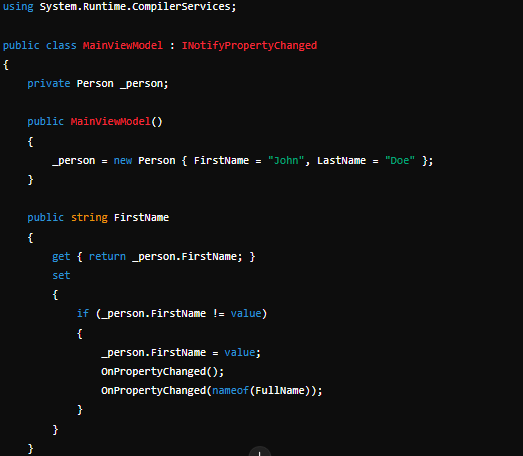 using System.Runtime.CompilerServices;
public class MainViewModel : INotifyPropertyChanged
{
    private Person _person;
    public MainViewModel()
    {
        _person = new Person { FirstName = "John", LastName = "Doe" };
    }
    public string FirstName
    {
        get { return _person.FirstName; }
        set
        {
            if (_person.FirstName != value)
            {
                _person.FirstName = value;
                OnPropertyChanged();
                OnPropertyChanged(nameof(FullName));
            }
        }
    }